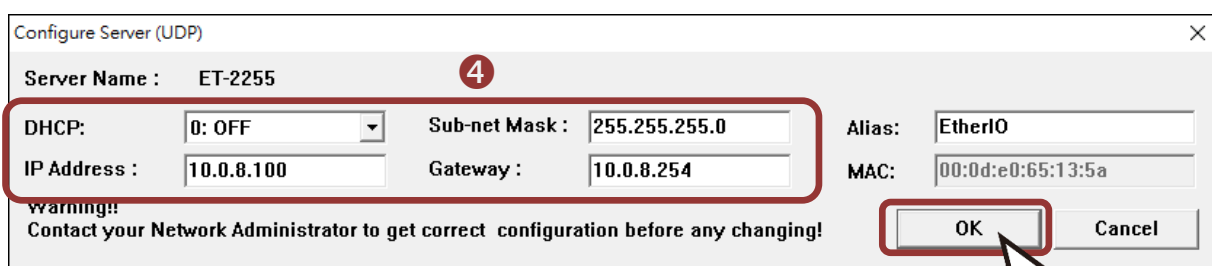 Configure Server (UDP)
Server Name : ET-2255
4
DHCP: 0: OFF Sub-net Mask : 255.255.255.0 Alias: EtherIO
IP Address : 10.0.8.100 Gateway : 10.0.8.254 MAC: 00:0d:e0:65:13:5a
Warning!!
Contact your Network Administrator to get correct configuration before any changing!
OK Cancel